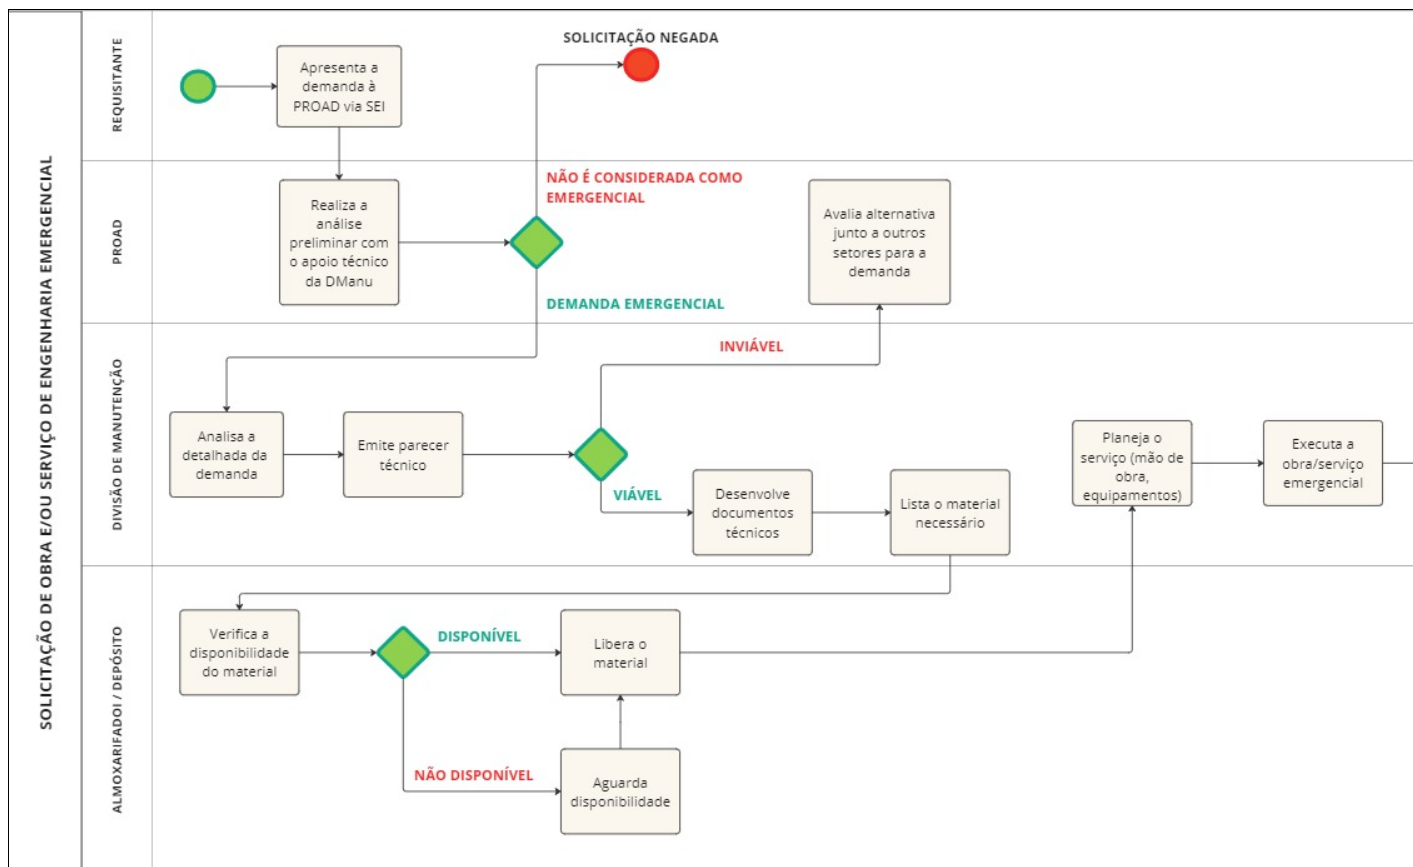 SOLICITAÇÃO DE OBRA E/OU SERVIÇO DE ENGENHARIA EMERGENCIAL
REQUISITANTE
Apresenta a
demanda à
PROAD via SEI
SOLICITAÇÃO NEGADA
PROAD
Realiza a
análise
preliminar com
o apoio técnico
da DManu
NÃO É CONSIDERADA COMO
EMERGENCIAL
DEMANDA EMERGENCIAL
Avalia alternativa
junto a outros
setores para a
demanda
DIVISÃO DE MANUTENÇÃO
Analisa a
detalhada da
demanda
Emite parecer
técnico
INVIÁVEL
VIÁVEL
Desenvolve
documentos
técnicos
Lista o material
necessário
Planeja o
serviço (mão de
obra,
equipamentos)
Executa a
obra/serviço
emergencial
ALMOXARIFADOI / DEPÓSITO
Verifica a
disponibilidade
do material
DISPONÍVEL
Libera o
material
NÃO DISPONÍVEL
Aguarda
disponibilidade